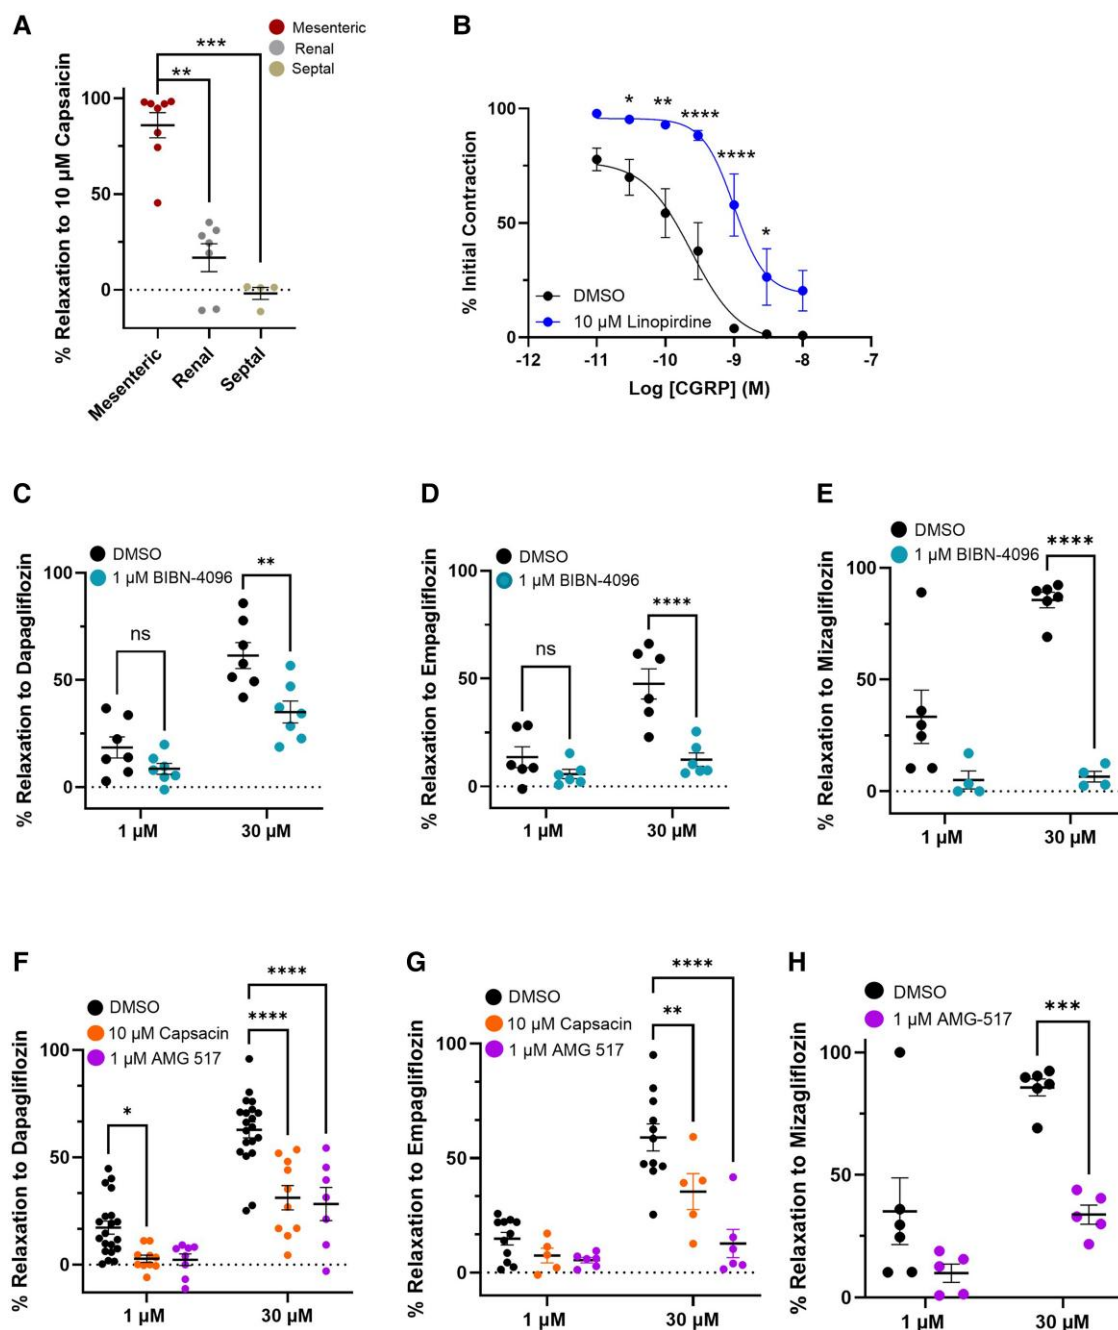 A
Mesenteric
Renal
Septal
***
**
% Relaxation to 10 µM Capsaicin
100
50
0
Mesenteric
Renal
Septal
B
% Initial Contraction
100
50
0
*
**
****
****
*
DMSO
10 µM Linopirdine
-12
-11
-10
-9
-8
-7
Log [CGRP] (M)
C
DMSO
1 µM BIBN-4096
% Relaxation to Dapagliflozin
100
50
0
ns
**
1 µM
30 µM
D
DMSO
1 µM BIBN-4096
% Relaxation to Empagliflozin
100
50
0
ns
****
1 µM
30 µM
E
DMSO
1 µM BIBN-4096
% Relaxation to Mizagliflozin
100
50
0
****
1 µM
30 µM
F
DMSO
10 µM Capsacin
1 µM AMG 517
% Relaxation to Dapagliflozin
100
50
0
*
****
****
1 µM
30 µM
G
DMSO
10 µM Capsacin
1 µM AMG 517
% Relaxation to Empagliflozin
100
50
0
****
**
1 µM
30 µM
H
DMSO
1 µM AMG-517
% Relaxation to Mizagliflozin
100
50
0
***
1 µM
30 µM